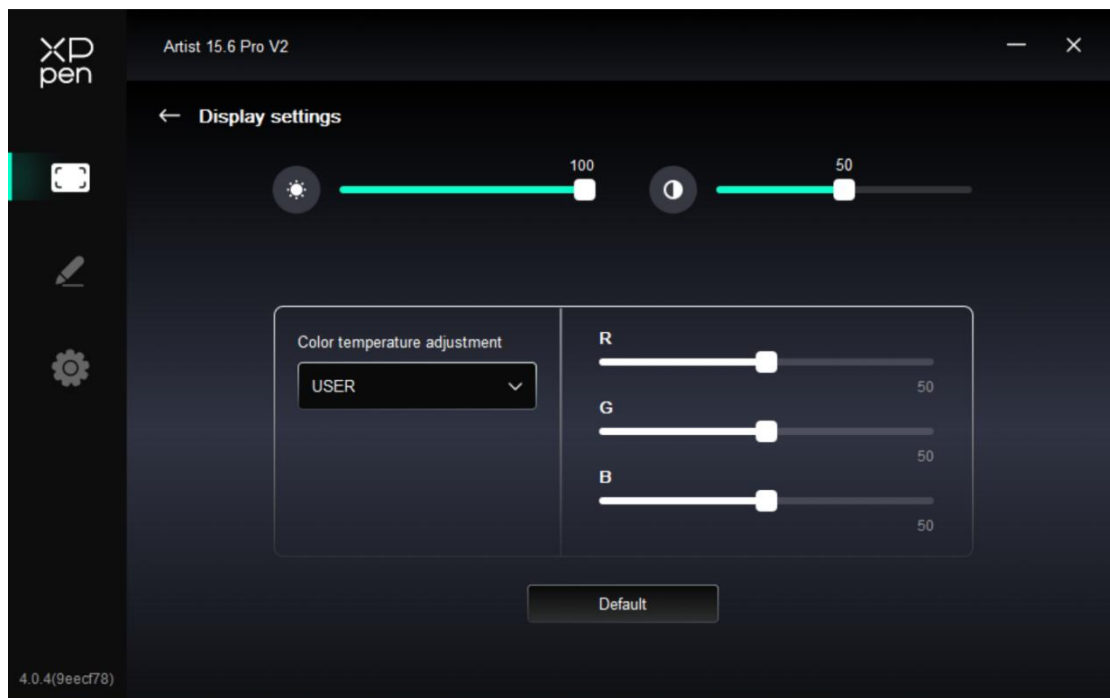 XP
pen
Artist 15.6 Pro V2
Display settings
100
50
Color temperature adjustment
USER
R
50
G
50
B
50
Default
4.0.4(9eecf78)